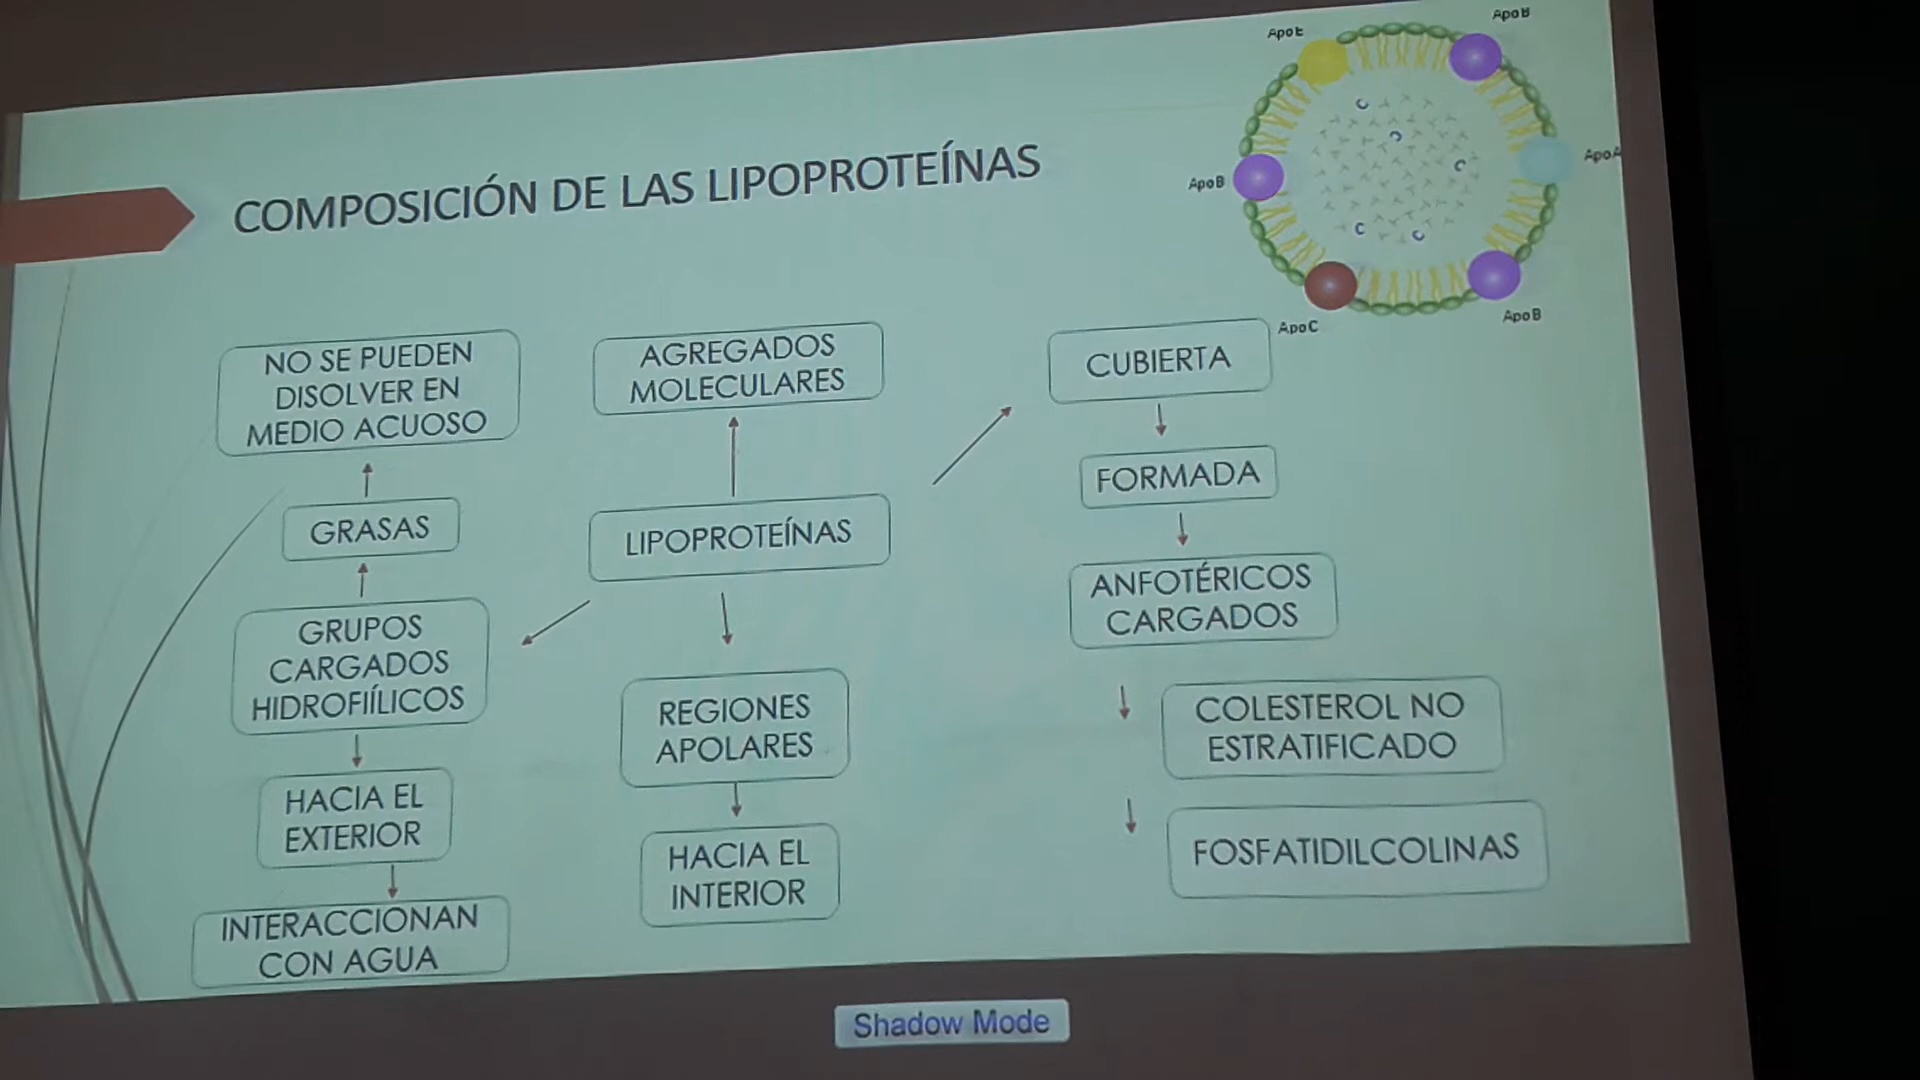 ApoE
ApoB
COMPOSICIÓN DE LAS LIPOPROTEÍNAS
ApoB
ApoA
ApoC
ApoB
C
C
C
C
C
NO SE PUEDEN
DISOLVER EN
MEDIO ACUOSO
GRASAS
GRUPOS
CARGADOS
HIDROFIÍLICOS
HACIA EL
EXTERIOR
INTERACCIONAN
CON AGUA
AGREGADOS
MOLECULARES
LIPOPROTEÍNAS
REGIONES
APOLARES
HACIA EL
INTERIOR
CUBIERTA
FORMADA
ANFOTÉRICOS
CARGADOS
COLESTEROL NO
ESTRATIFICADO
FOSFATIDILCOLINAS
Shadow Mode